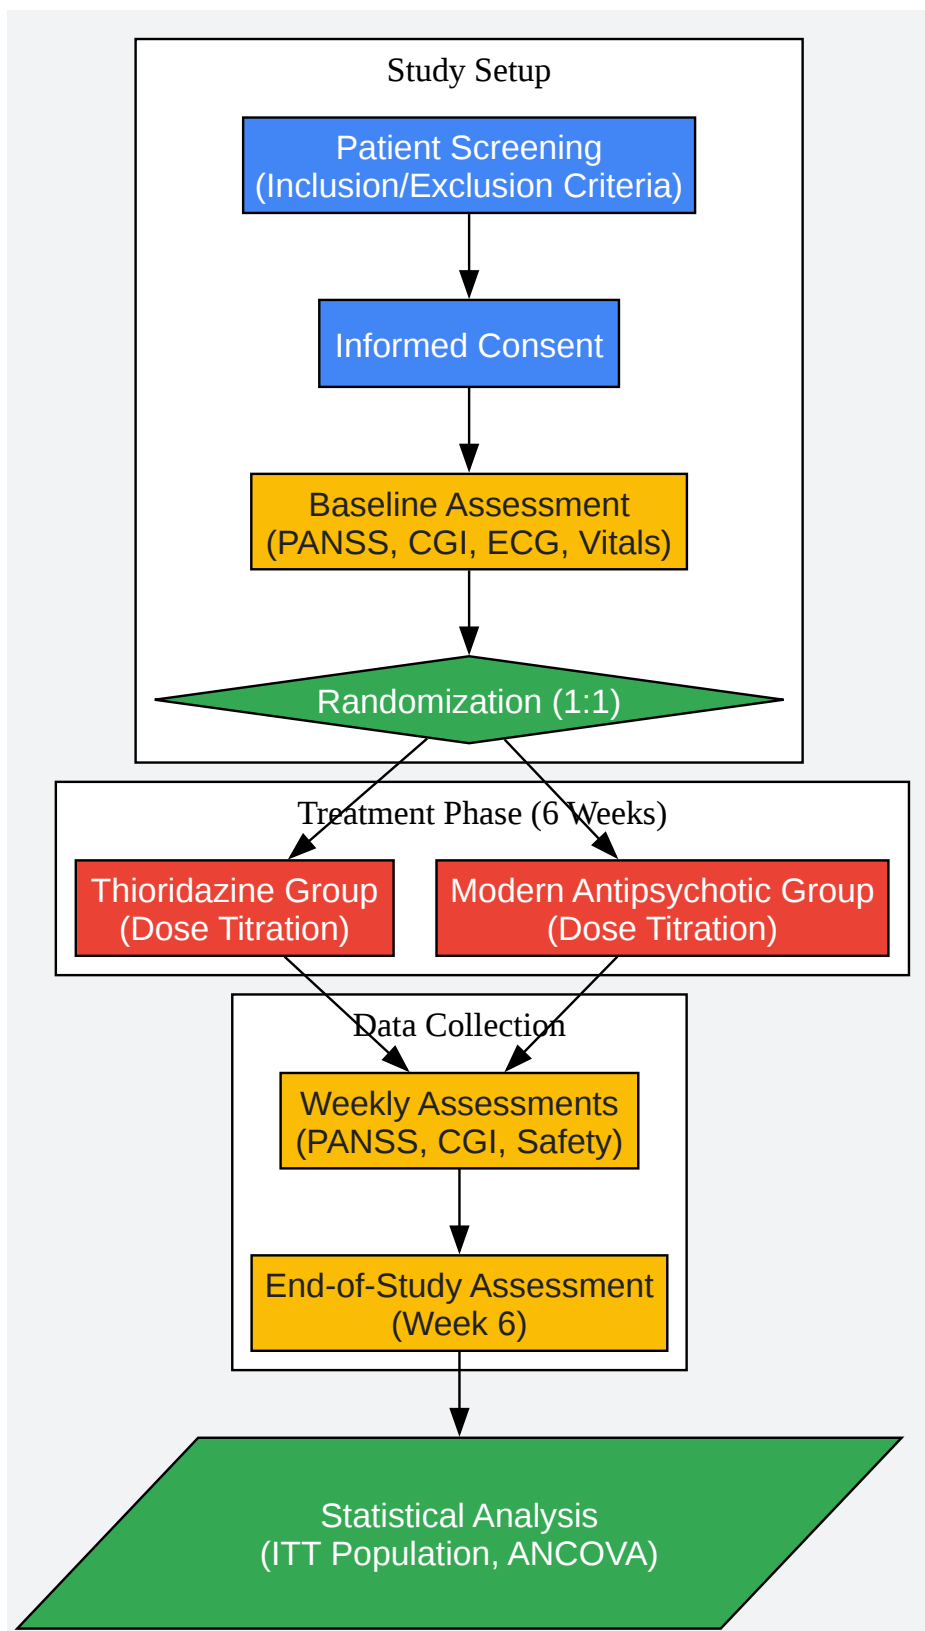 Study Setup
Patient Screening
(Inclusion/Exclusion Criteria)
Informed Consent
Baseline Assessment
(PANSS, CGI, ECG, Vitals)
Randomization (1:1)
Treatment Phase (6 Weeks)
Thioridazine Group
(Dose Titration)
Modern Antipsychotic Group
(Dose Titration)
Data Collection
Weekly Assessments
(PANSS, CGI, Safety)
End-of-Study Assessment
(Week 6)
Statistical Analysis
(ITT Population, ANCOVA)